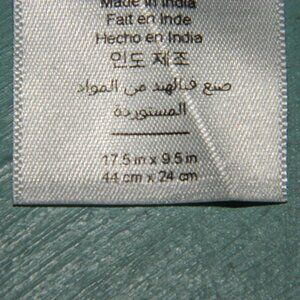 Made in India
Fait en Inde
Hecho en India
인도 제조
صنع في الهند من المواد
المستوردة
17.5 in x 9.5 in
44 cm x 24 cm